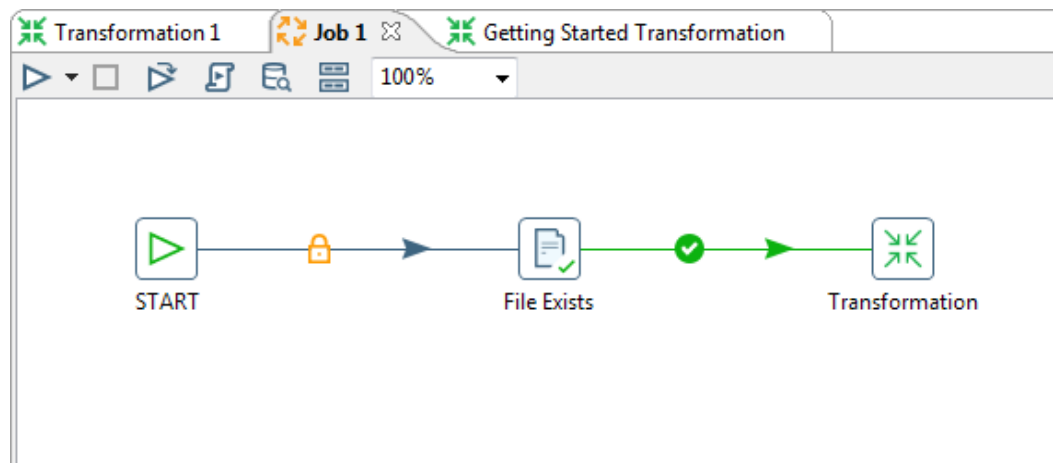 Transformation 1
Job 1
Getting Started Transformation
100%
START
File Exists
Transformation